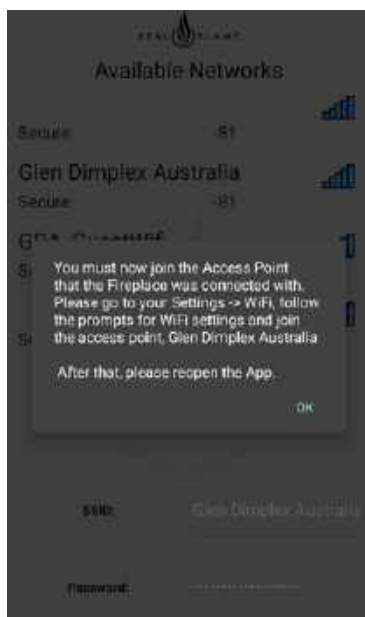 REAL FLAME
Available Networks
Secure -81
Glen Dimplex Australia
Secure -81
You must now join the Access Point
that the Fireplace was connected with.
Please go to your Settings -> WiFi, follow
the prompts for WiFi settings and join
the access point, Glen Dimplex Australia
After that, please reopen the App.
OK
SSID: Glen Dimplex Australia
Password: